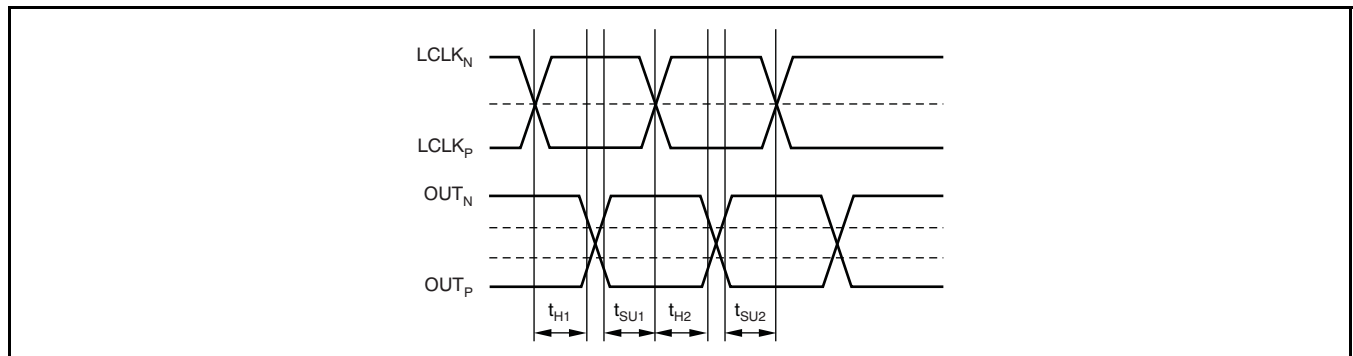 LCLK_N
LCLK_P
OUT_N
OUT_P
t_H1 t_SU1 t_H2 t_SU2